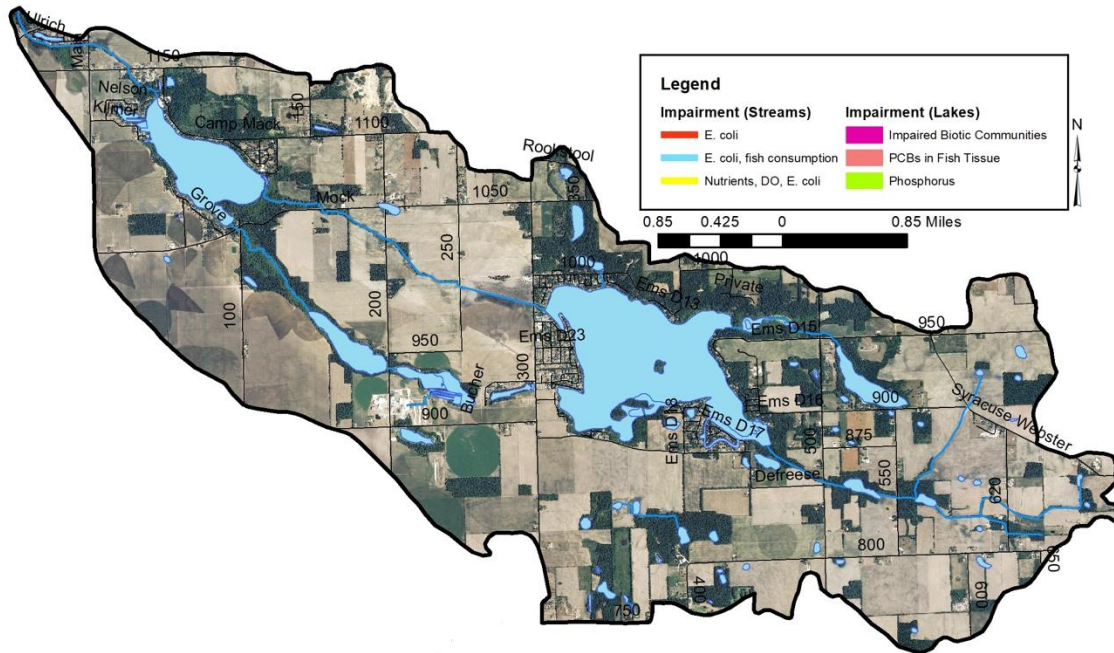 Ulrich
Main
1150
Nelson
Kilmer
Camp Mack
150
1100
Rookstool
350
1050
Mock
Grove
250
1000
1000
Ems D13
Private
100
200
950
Ems D23
300
Bucher
900
Ems D15
950
Ems D16
900
Syracuse Webster
Ems D18
Ems D17
500
875
550
Defreese
620
800
650
600
400
750
Legend
Impairment (Streams)
E. coli
E. coli, fish consumption
Nutrients, DO, E. coli
Impairment (Lakes)
Impaired Biotic Communities
PCBs in Fish Tissue
Phosphorus
N
0.85 0.425 0 0.85 Miles